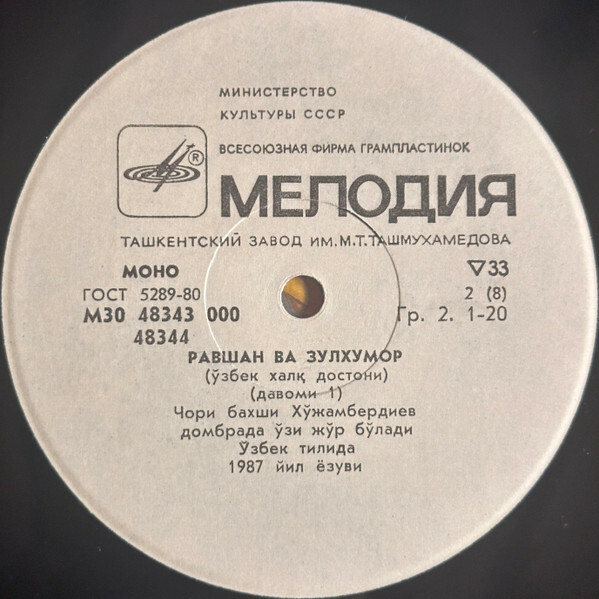 МИНИСТЕРСТВО
КУЛЬТУРЫ СССР
ВСЕСОЮЗНАЯ ФИРМА ГРАМПЛАСТИНОК
®
МЕЛОДИЯ
ТАШКЕНТСКИЙ ЗАВОД ИМ. М.Т.ТАШМУХАМЕДОВА
МОНО ▽33
ГОСТ 5289-80 2 (8)
М30 48343 000 Гр. 2. 1-20
48344
РАВШАН ВА ЗУЛХУМОР
(ўзбек халқ достони)
(давоми 1)
Чори бахши Хўжамбердиев
домбрада ўзи жўр бўлади
Ўзбек тилида
1987 йил ёзуви